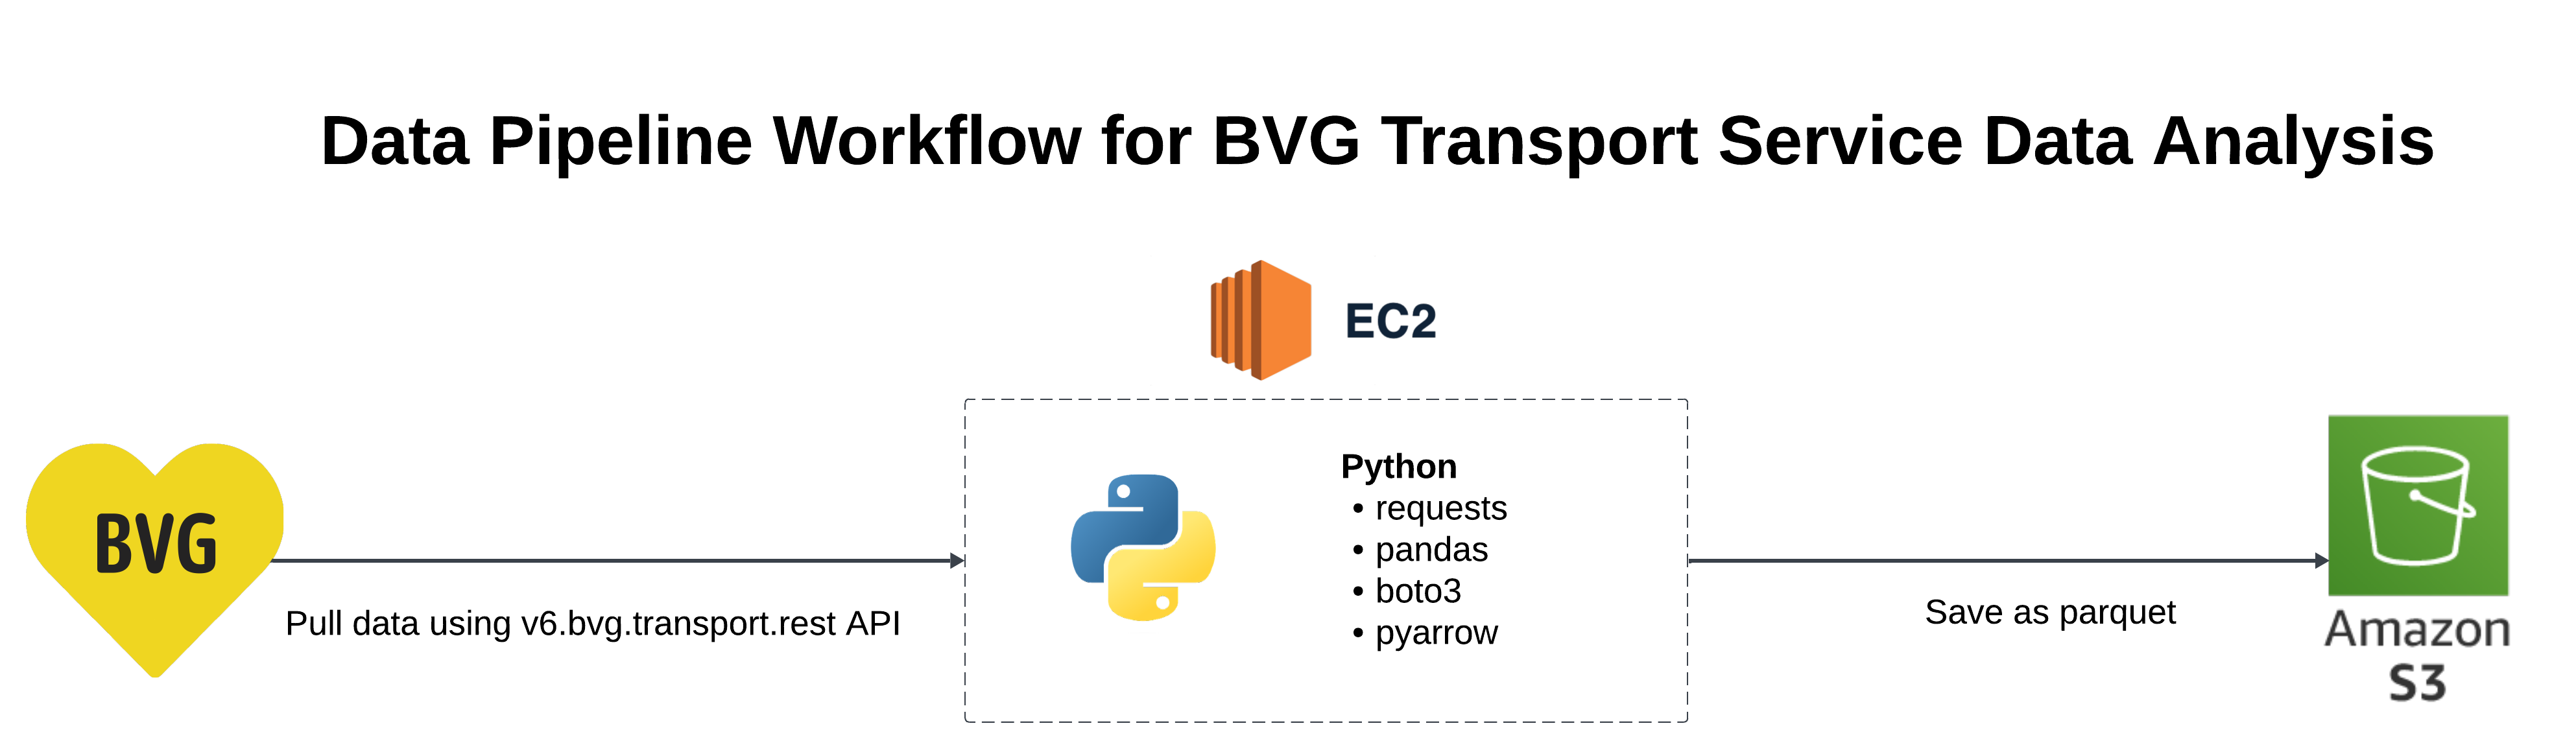 Data Pipeline Workflow for BVG Transport Service Data Analysis
EC2
BVG
Pull data using v6.bvg.transport.rest API
Python
• requests
• pandas
• boto3
• pyarrow
Save as parquet
Amazon
S3